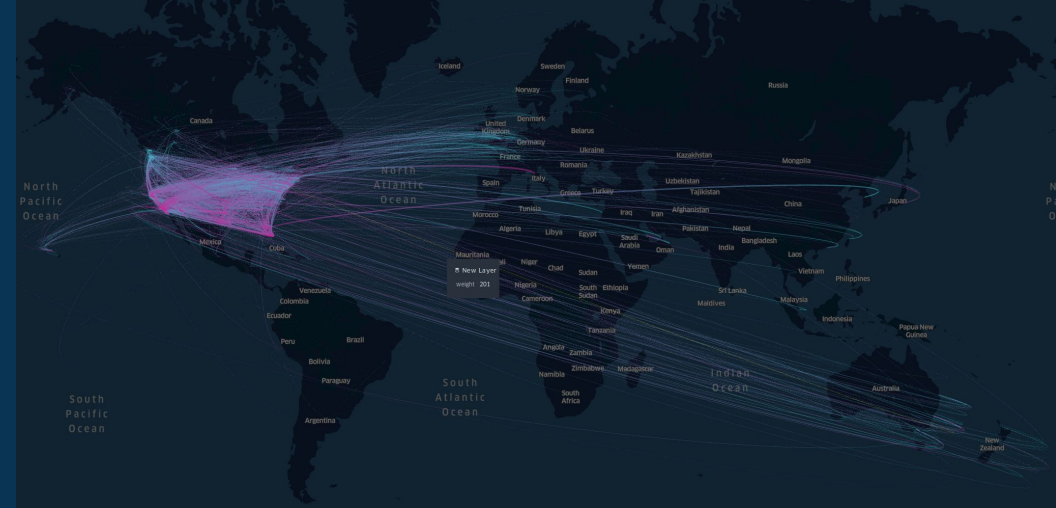 Iceland
Sweden
Finland
Russia
Norway
Canada
United
Kingdom
Denmark
Belarus
Germany
Ukraine
France
Kazakhstan
Mongolia
Romania
North
Atlantic
Ocean
Spain
Italy
Uzbekistan
North
Pacific
Ocean
Greece
Turkey
Tajikistan
China
Japan
Morocco
Tunisia
Iraq
Iran
Afghanistan
Algeria
Libya
Egypt
Pakistan
Nepal
Mexico
Cuba
Saudi
Arabia
Oman
India
Bangladesh
Mauritania
Laos
Niger
Chad
Sudan
Yemen
Vietnam
Philippines
New Layer
weight 201
Venezuela
Colombia
Nigeria
Cameroon
South
Sudan
Ethiopia
Sri Lanka
Maldives
Malaysia
Ecuador
Kenya
Indonesia
Papua New
Guinea
Peru
Brazil
Tanzania
Angola
Zambia
Bolivia
Namibia
Zimbabwe
Madagascar
Indian
Ocean
Paraguay
South
Atlantic
Ocean
South
Africa
Australia
South
Pacific
Ocean
Argentina
New
Zealand